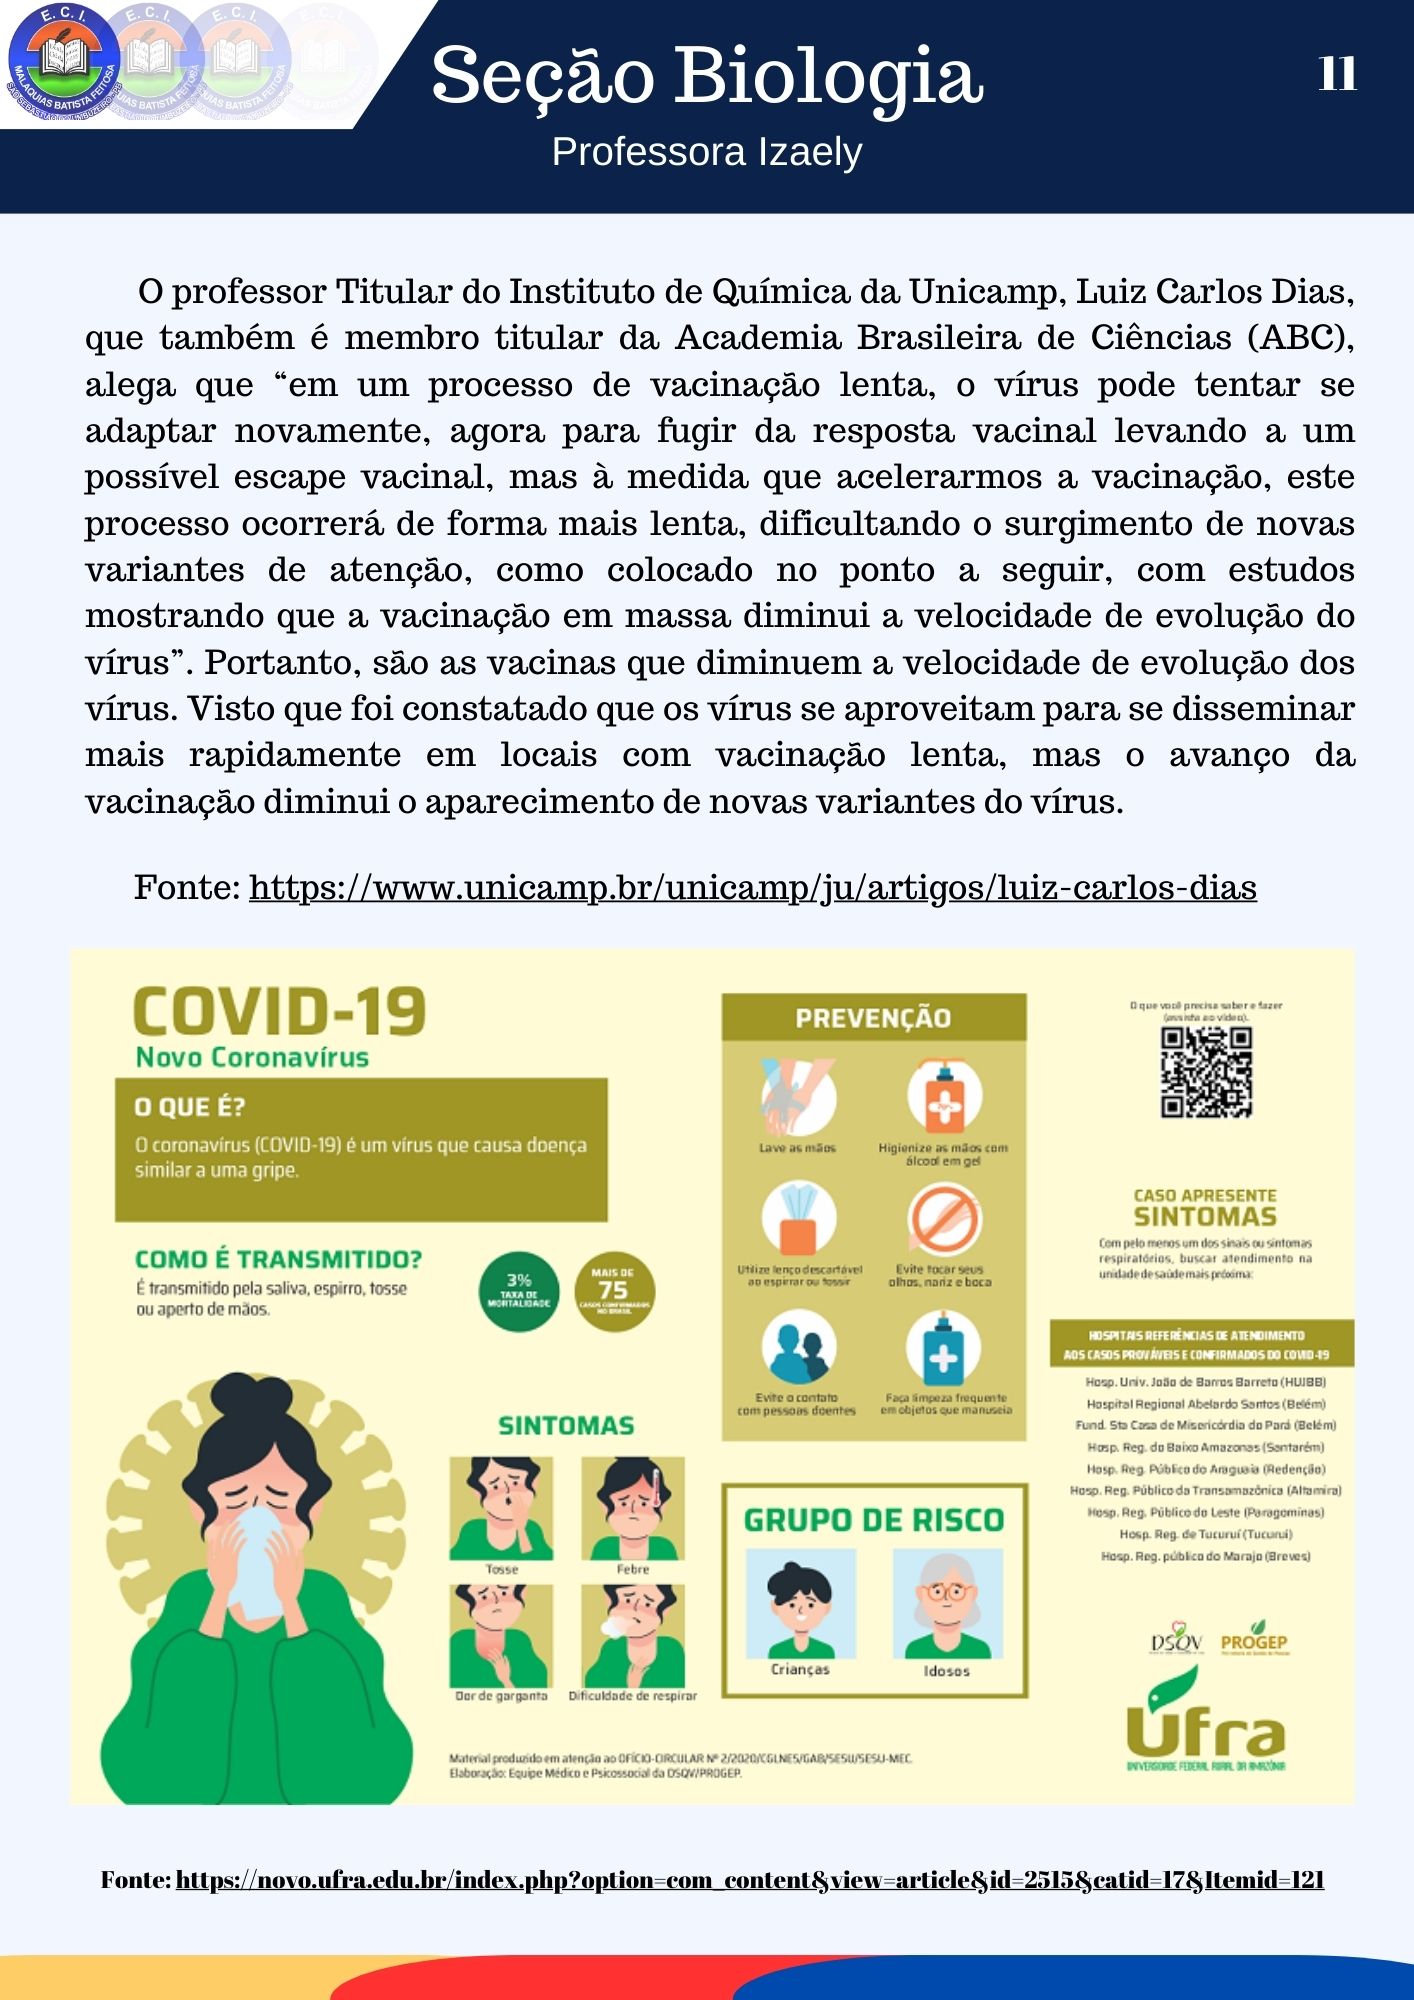 E. C. I.
MALAQUIAS BATISTA FEITOSA
Seção Biologia
11
Professora Izaely
O professor Titular do Instituto de Química da Unicamp, Luiz Carlos Dias,
que também é membro titular da Academia Brasileira de Ciências (ABC),
alega que “em um processo de vacinação lenta, o vírus pode tentar se
adaptar novamente, agora para fugir da resposta vacinal levando a um
possível escape vacinal, mas à medida que acelerarmos a vacinação, este
processo ocorrerá de forma mais lenta, dificultando o surgimento de novas
variantes de atenção, como colocado no ponto a seguir, com estudos
mostrando que a vacinação em massa diminui a velocidade de evolução do
vírus”. Portanto, são as vacinas que diminuem a velocidade de evolução dos
vírus. Visto que foi constatado que os vírus se aproveitam para se disseminar
mais rapidamente em locais com vacinação lenta, mas o avanço da
vacinação diminui o aparecimento de novas variantes do vírus.
Fonte: https://www.unicamp.br/unicamp/ju/artigos/luiz-carlos-dias
COVID-19
Novo Coronavírus
O QUE É?
O coronavírus (COVID-19) é um vírus que causa doença
similar a uma gripe.
COMO É TRANSMITIDO?
É transmitido pela saliva, espirro, tosse
ou aperto de mãos.
3%
TAXA DE
MORTALIDADE
MAIS DE
75
CASOS CONFIRMADOS
NO BRASIL
SINTOMAS
Tosse
Febre
Dor de garganta
Dificuldade de respirar
Material produzido em atenção ao OFÍCIO-CIRCULAR Nº 2/2020/CGLNES/GAB/SESU/SESU-MEC.
Elaboração: Equipe Médico e Psicossocial da DSQV/PROGEP.
PREVENÇÃO
Lave as mãos
Higienize as mãos com
álcool em gel
Utilize lenço descartável
ao espirrar ou tossir
Evite tocar seus
olhos, nariz e boca
Evite o contato
com pessoas doentes
Faça limpeza frequente
em objetos que manuseia
GRUPO DE RISCO
Crianças
Idosos
O que você precisa saber e fazer
(assista ao vídeo).
CASO APRESENTE
SINTOMAS
Com pelo menos um dos sinais ou sintomas
respiratórios, buscar atendimento na
unidade de saúde mais próxima:
HOSPITAIS REFERÊNCIAS DE ATENDIMENTO
AOS CASOS PROVÁVEIS E CONFIRMADOS DO COVID-19
Hosp. Univ. João de Barros Barreto (HUJBB)
Hospital Regional Abelardo Santos (Belém)
Fund. Sta Casa de Misericórdia do Pará (Belém)
Hosp. Reg. do Baixo Amazonas (Santarém)
Hosp. Reg. Público do Araguaia (Redenção)
Hosp. Reg. Público da Transamazônica (Altamira)
Hosp. Reg. Público do Leste (Paragominas)
Hosp. Reg. de Tucuruí (Tucuruí)
Hosp. Reg. público do Marajo (Breves)
DSQV
PROGEP
Ufra
UNIVERSIDADE FEDERAL RURAL DA AMAZÔNIA
Fonte: https://novo.ufra.edu.br/index.php?option=com_content&view=article&id=2515&catid=17&Itemid=121